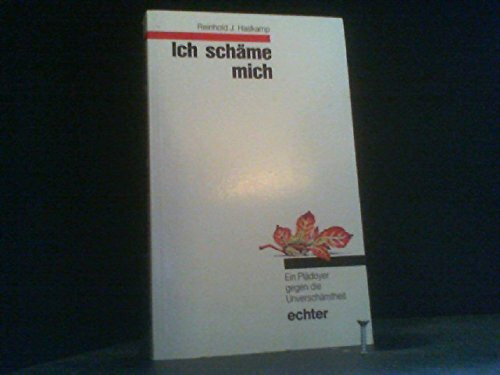 Reinhold J. Haskamp
Ich schäme
mich
Ein Plädoyer
gegen die
Unverschämtheit
echter